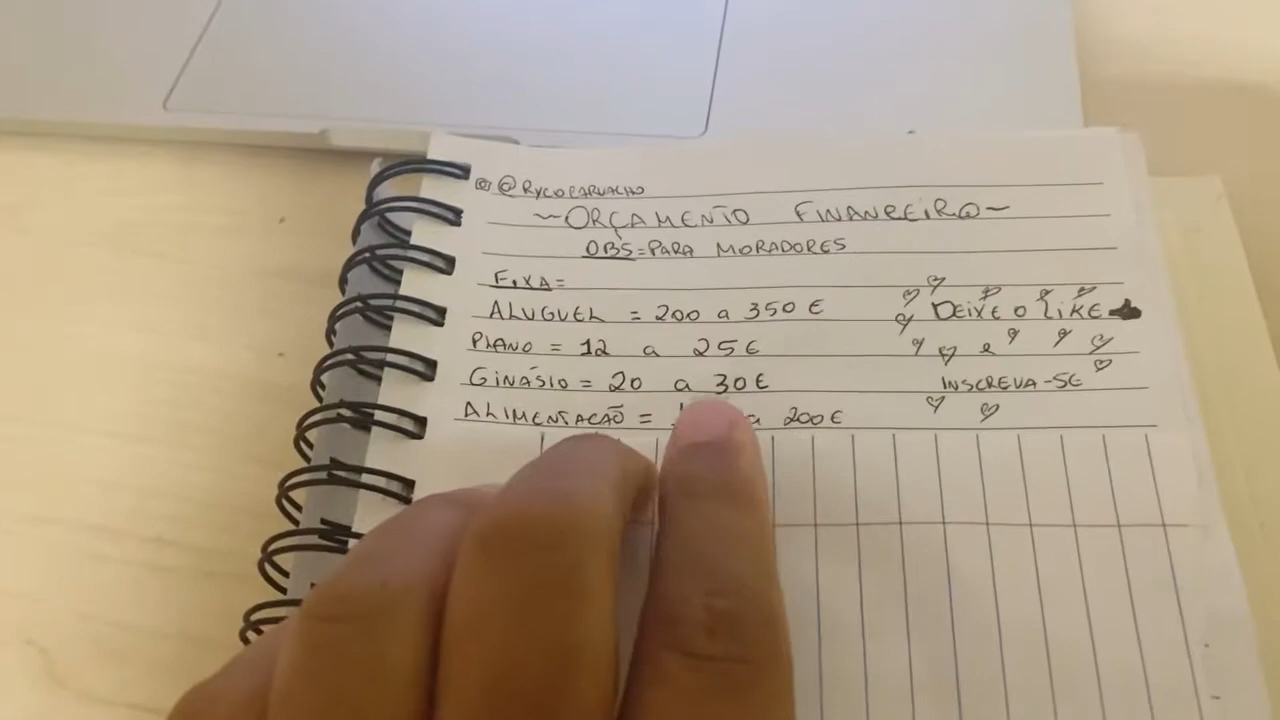 @RYCOCARVALHO
~ORÇAMENTO FINANCEIRO~
OBS=PARA MORADORES
FIXA=
ALUGUEL = 200 a 350€
DEIXE O LIKE
PLANO = 12 a 25€
e
GINÁSIO = 20 a 30€
INSCREVA-SE
ALIMENTAÇÃO = a 200€